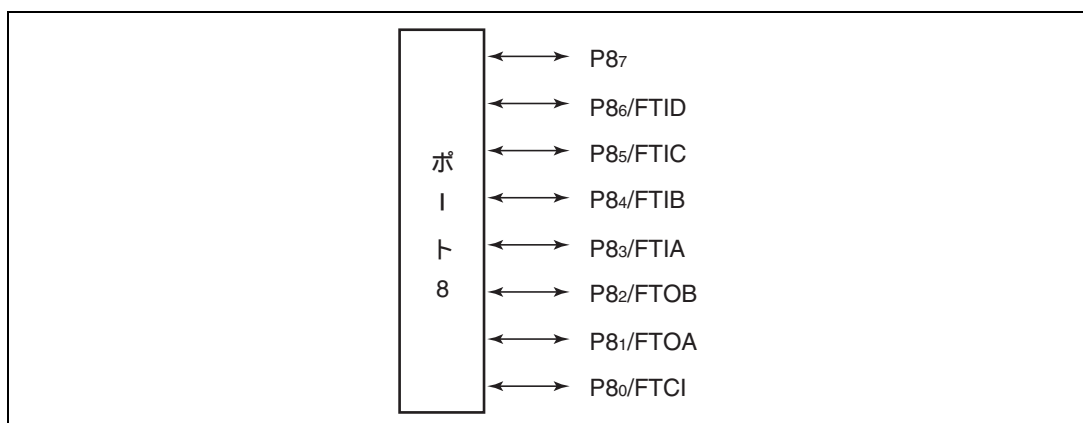 ポート8
P87
P86/FTID
P85/FTIC
P84/FTIB
P83/FTIA
P82/FTOB
P81/FTOA
P80/FTCI